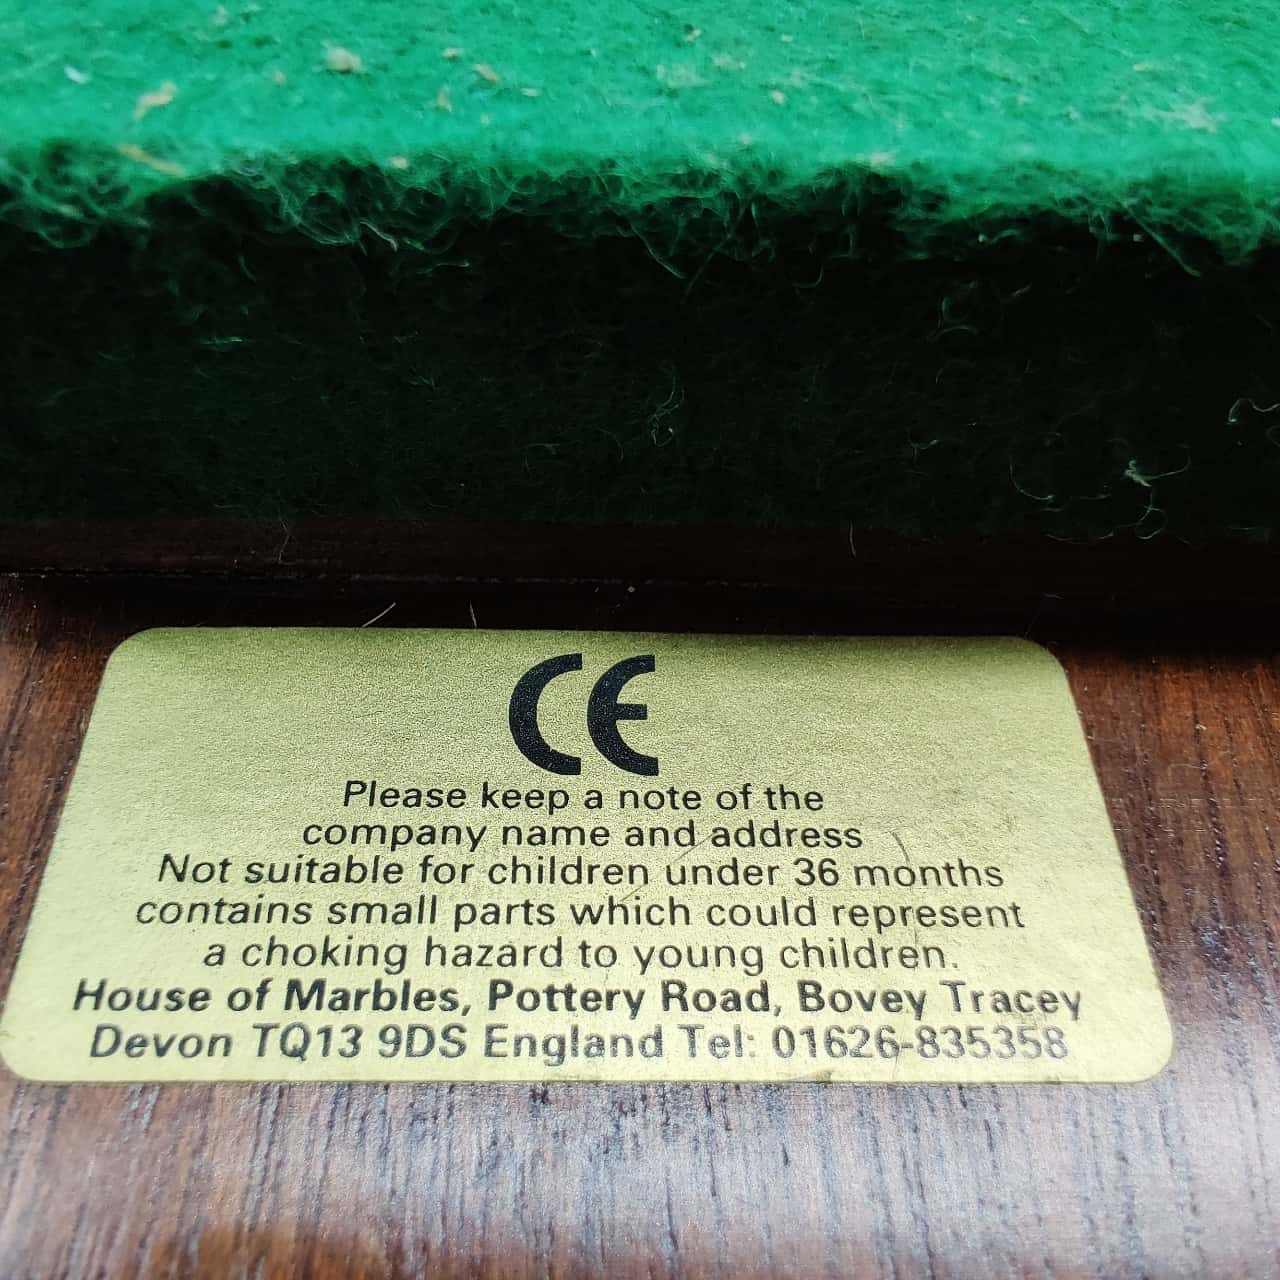 CE
Please keep a note of the
company name and address
Not suitable for children under 36 months
contains small parts which could represent
a choking hazard to young children.
House of Marbles, Pottery Road, Bovey Tracey
Devon TQ13 9DS England Tel: 01626-835358